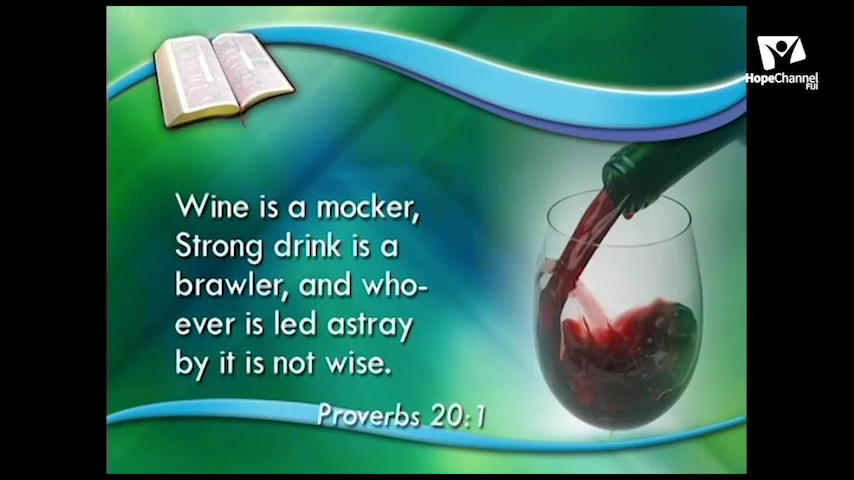 HopeChannel
FIJI
Wine is a mocker,
Strong drink is a
brawler, and who-
ever is led astray
by it is not wise.
Proverbs 20:1